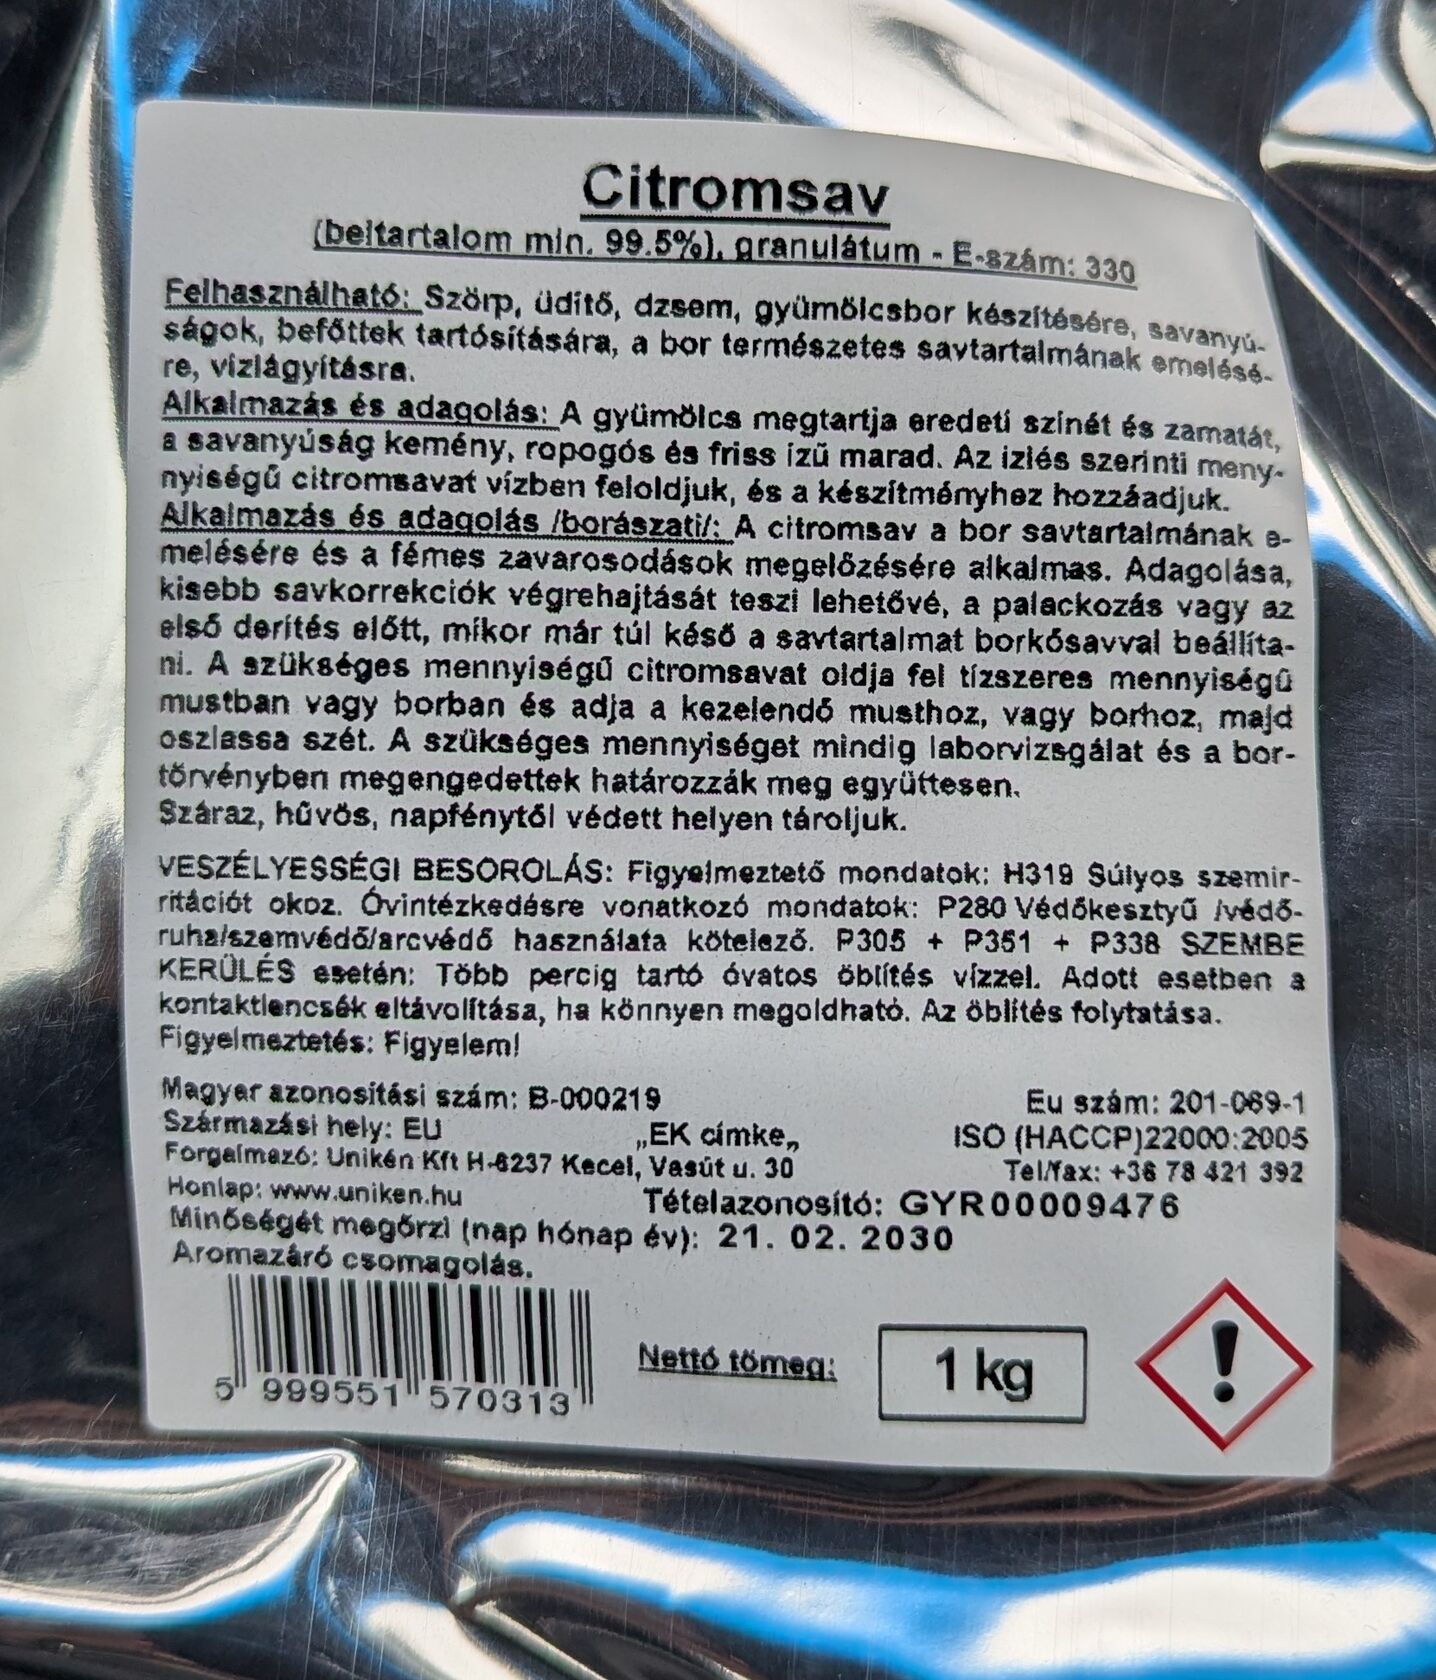 Citromsav
(beltartalom min. 99.5%), granulátum - E-szám: 330
Felhasználható: Szörp, üdítő, dzsem, gyümölcsbor készítésére, savanyú-
ságok, befőttek tartósítására, a bor természetes savtartalmának emelésé-
re, vízlágyításra.
Alkalmazás és adagolás: A gyümölcs megtartja eredeti színét és zamatát,
a savanyúság kemény, ropogós és friss ízű marad. Az ízlés szerinti meny-
nyiségű citromsavat vízben feloldjuk, és a készítményhez hozzáadjuk.
Alkalmazás és adagolás /borászati/: A citromsav a bor savtartalmának e-
melésére és a fémes zavarosodások megelőzésére alkalmas. Adagolása,
kisebb savkorrekciók végrehajtását teszi lehetővé, a palackozás vagy az
első derítés előtt, mikor már túl késő a savtartalmat borkősavval beállíta-
ni. A szükséges mennyiségű citromsavat oldja fel tízszeres mennyiségű
mustban vagy borban és adja a kezelendő musthoz, vagy borhoz, majd
oszlassa szét. A szükséges mennyiséget mindig laborvizsgálat és a bor-
törvényben megengedettek határozzák meg együttesen.
Száraz, hűvös, napfénytől védett helyen tároljuk.
VESZÉLYESSÉGI BESOROLÁS: Figyelmeztető mondatok: H319 Súlyos szemir-
ritációt okoz. Óvintézkedésre vonatkozó mondatok: P280 Védőkesztyű /védő-
ruha/szemvédő/arcvédő használata kötelező. P305 + P351 + P338 SZEMBE
KERÜLÉS esetén: Több percig tartó óvatos öblítés vízzel. Adott esetben a
kontaktlencsék eltávolítása, ha könnyen megoldható. Az öblítés folytatása.
Figyelmeztetés: Figyelem!
Magyar azonosítási szám: B-000219 Eu szám: 201-069-1
Származási hely: EU „EK címke„ ISO (HACCP)22000:2005
Forgalmazó: Unikén Kft H-6237 Kecel, Vasút u. 30 Tel/fax: +36 78 421 392
Honlap: www.uniken.hu Tételazonosító: GYR00009476
Minőségét megőrzi (nap hónap év): 21. 02. 2030
Aromazáró csomagolás.
5 999551 570313
Nettó tömeg: 1 kg